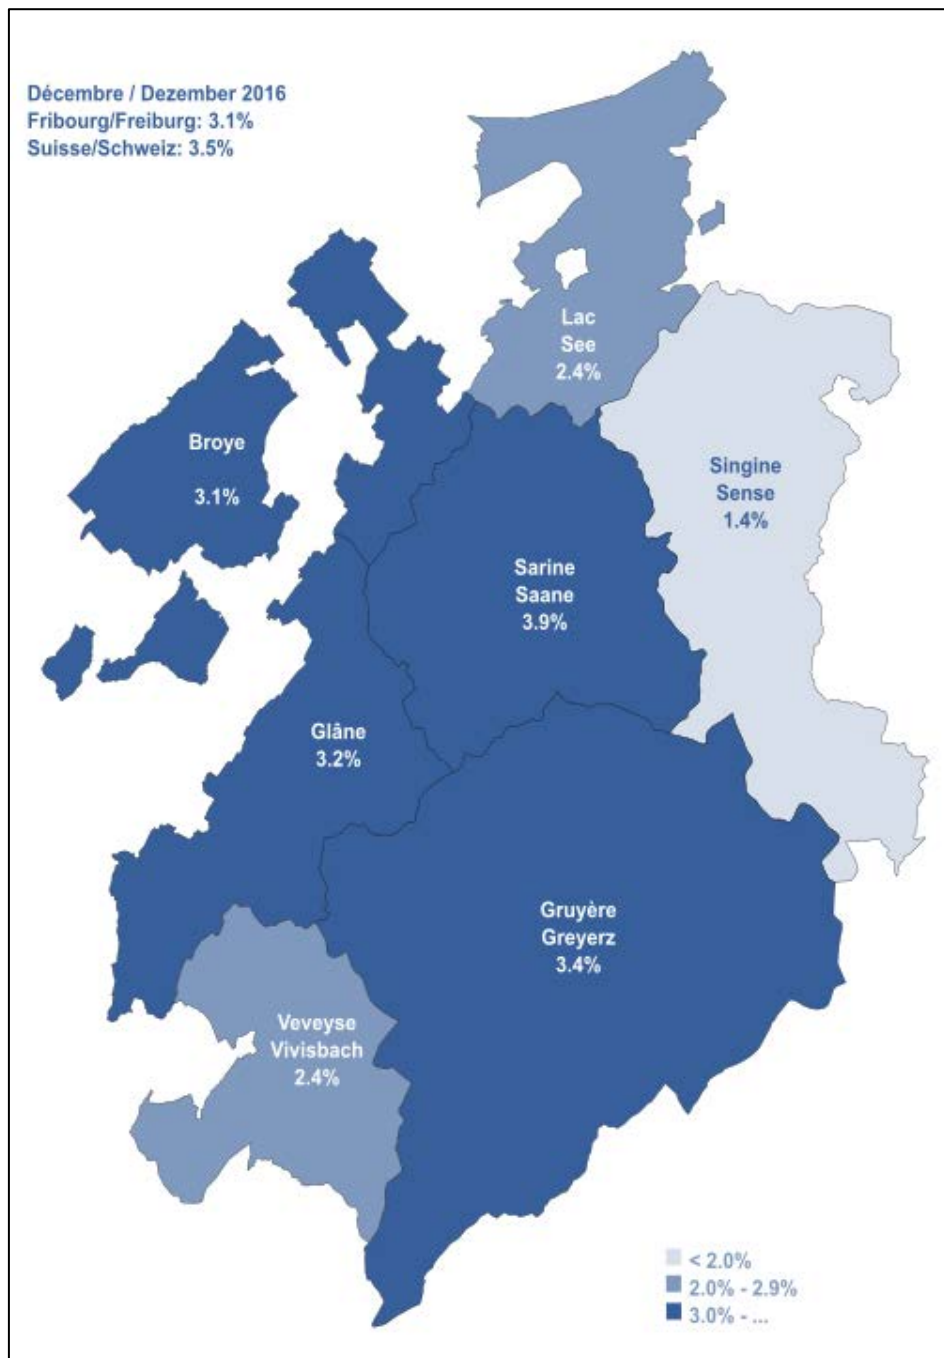 Décembre / Dezember 2016
Fribourg/Freiburg: 3.1%
Suisse/Schweiz: 3.5%
Lac
See
2.4%
Broye
3.1%
Singine
Sense
1.4%
Sarine
Saane
3.9%
Glâne
3.2%
Gruyère
Greyerz
3.4%
Veveyse
Vivisbach
2.4%
< 2.0%
2.0% - 2.9%
3.0% - ...